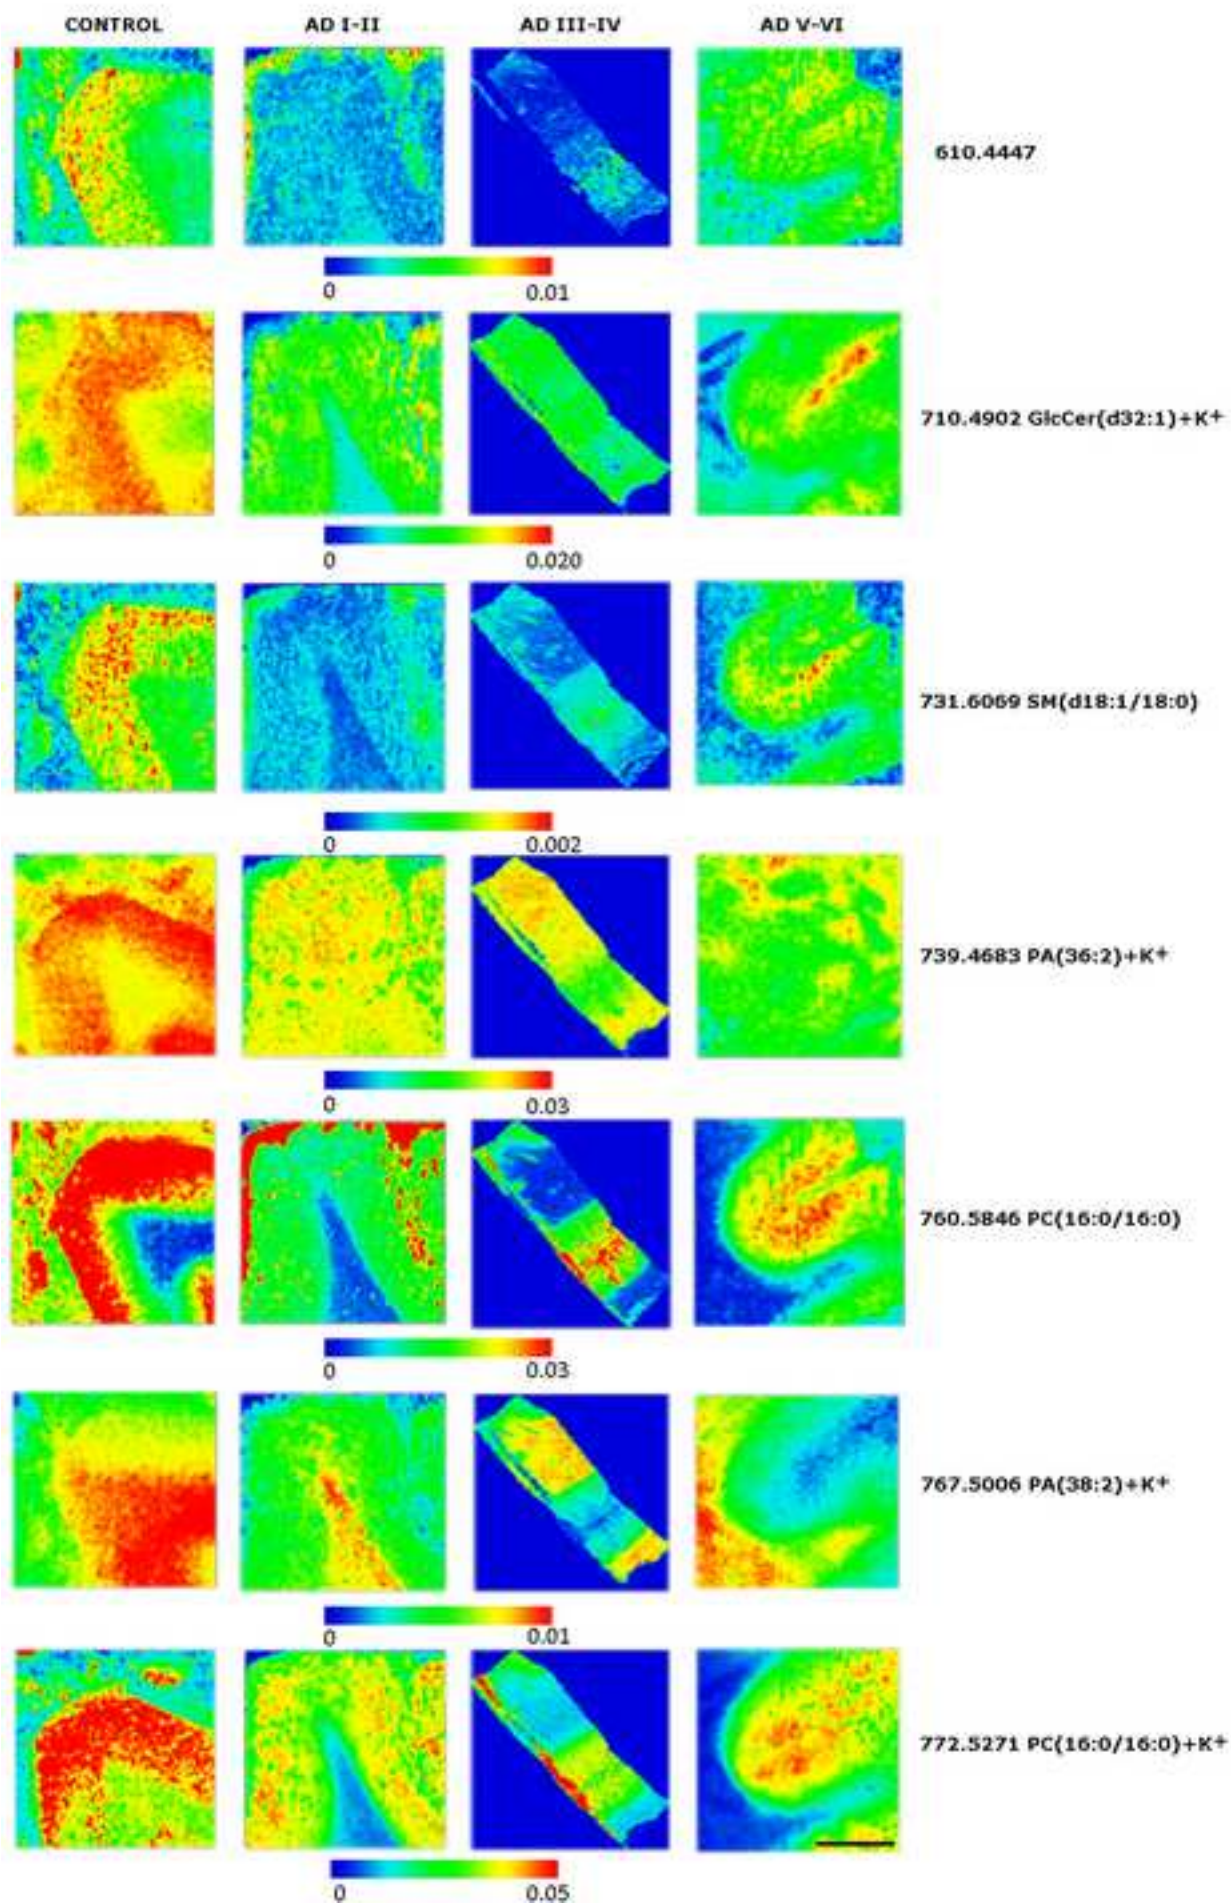 CONTROL AD I-II AD III-IV AD V-VI
610.4447
0 0.01
710.4902 GlcCer(d32:1)+K+
0 0.020
731.6069 SM(d18:1/18:0)
0 0.002
739.4683 PA(36:2)+K+
0 0.03
760.5846 PC(16:0/16:0)
0 0.03
767.5006 PA(38:2)+K+
0 0.01
772.5271 PC(16:0/16:0)+K+
0 0.05